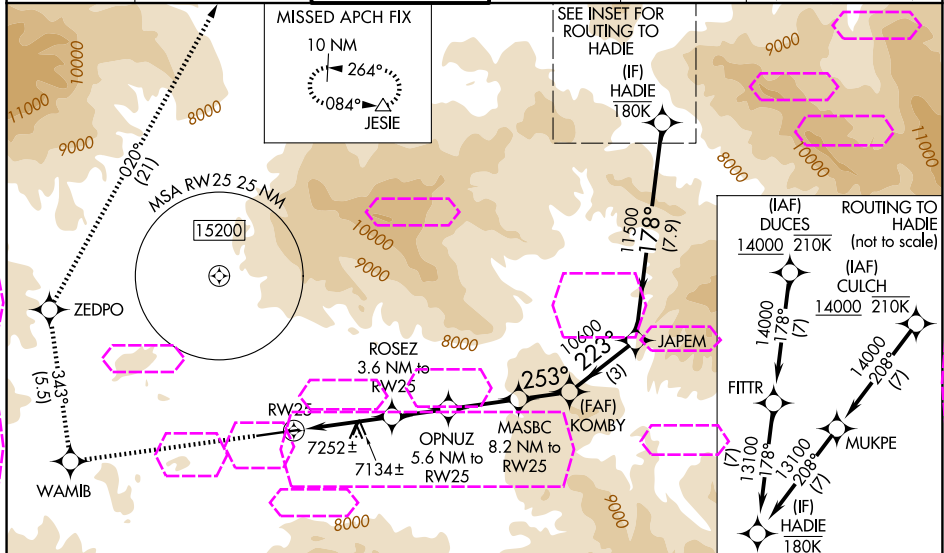 MISSED APCH FIX
10 NM
264°
084°
JESIE
SEE INSET FOR
ROUTING TO
HADIE
(IF)
HADIE
180K
10000
11000
9000
8000
020°
(21)
MSA RW25 25 NM
15200
10000
9000
8000
9000
10000
11000
8000
11500
178°
(7.9)
ZEDPO
343°
(5.5)
WAMIB
ROSEZ
3.6 NM to
RW25
RW25
7252±
7134±
OPNUZ
5.6 NM to
RW25
MASBC
8.2 NM to
RW25
253°
(FAF)
KOMBY
10600
223°
(3)
JAPEM
8000
9000
(IAF)
DUCES
14000 210K
ROUTING TO
HADIE
(not to scale)
(IAF)
CULCH
14000 210K
14000
178°
(7)
14000
208°
(7)
FITTR
MUKPE
13100
178°
(7)
13100
208°
(7)
(IF)
HADIE
180K